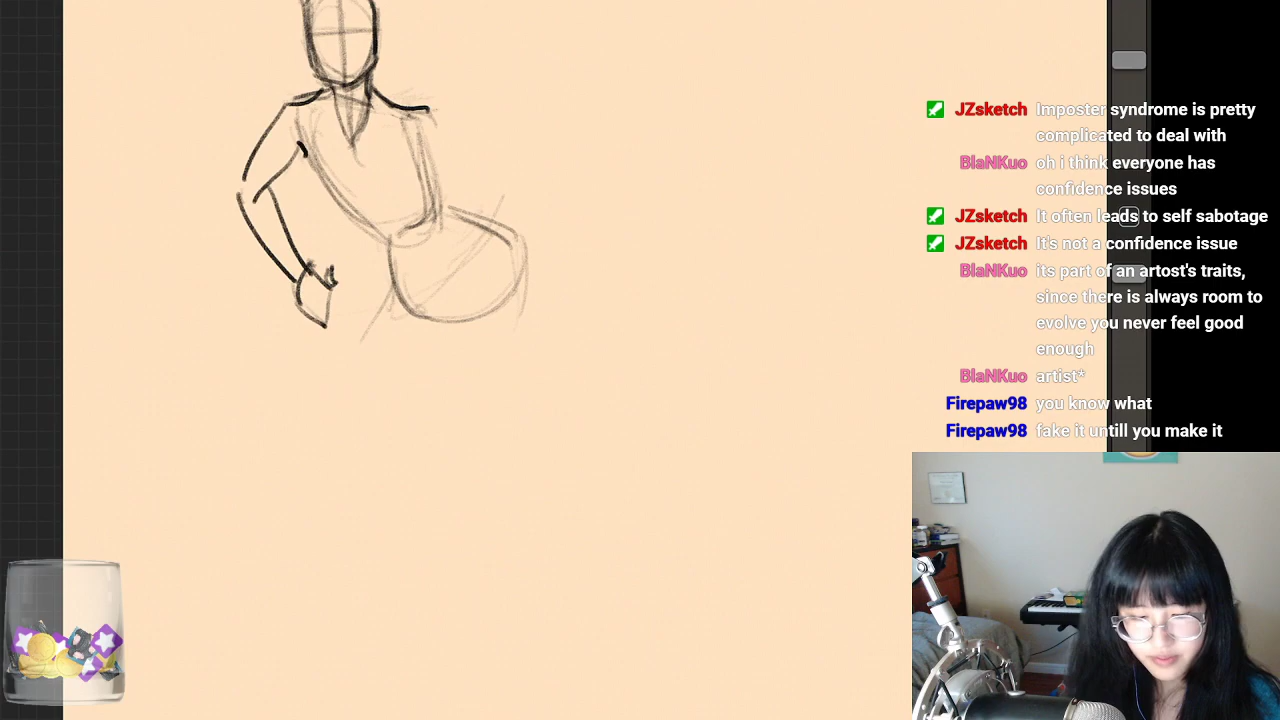 JZsketch Imposter syndrome is pretty
complicated to deal with
BlaNKuo oh i think everyone has
confidence issues
JZsketch It often leads to self sabotage
JZsketch It's not a confidence issue
BlaNKuo its part of an artost's traits,
since there is always room to
evolve you never feel good
enough
BlaNKuo artist*
Firepaw98 you know what
Firepaw98 fake it untill you make it